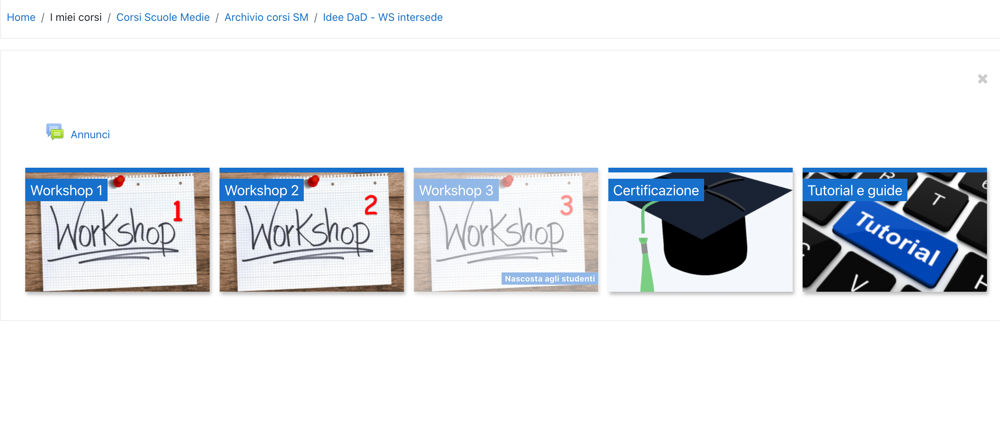 Home / I miei corsi / Corsi Scuole Medie / Archivio corsi SM / Idee DaD - WS intersede
Annunci
Workshop 1
1
Workshop
Workshop 2
2
Workshop
Workshop 3
3
Workshop
Nascosta agli studenti
Certificazione
Tutorial e guide
R
T
e
Tutorial
C
V
H